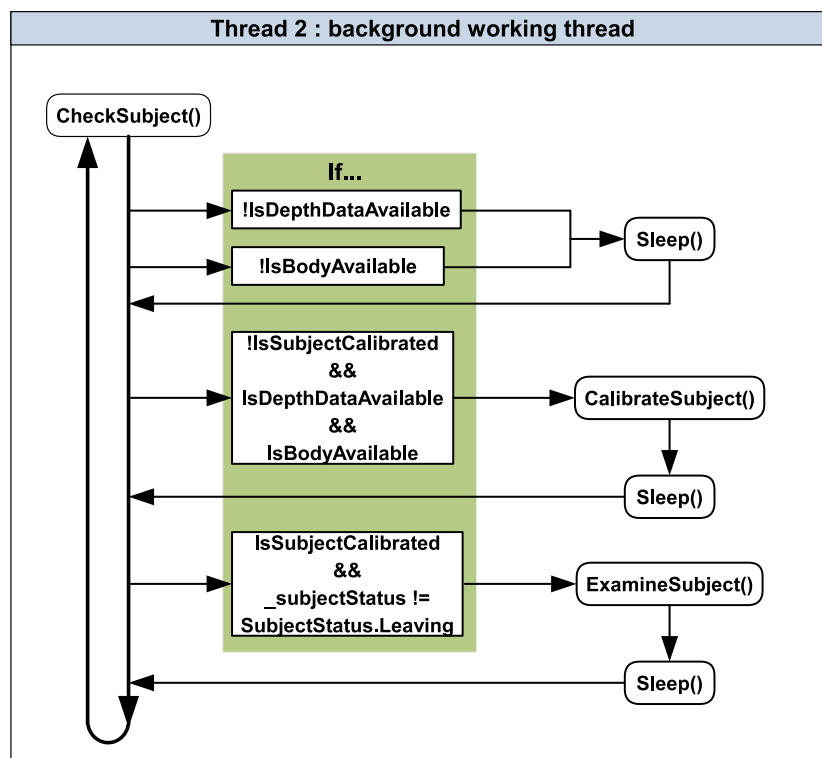 Thread 2 : background working thread
CheckSubject()
If...
!IsDepthDataAvailable
!IsBodyAvailable
Sleep()
!IsSubjectCalibrated
&&
IsDepthDataAvailable
&&
IsBodyAvailable
CalibrateSubject()
Sleep()
IsSubjectCalibrated
&&
_subjectStatus !=
SubjectStatus.Leaving
ExamineSubject()
Sleep()